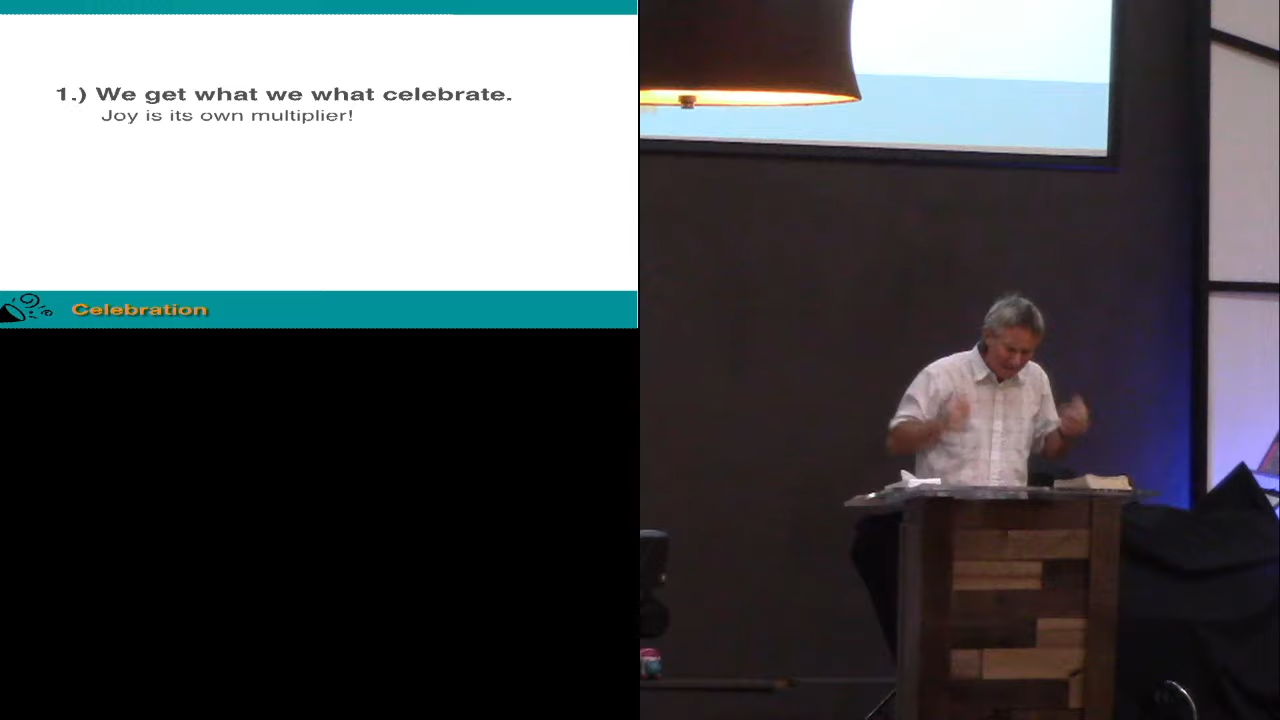 1.) We get what we what celebrate.
Joy is its own multiplier!
Celebration